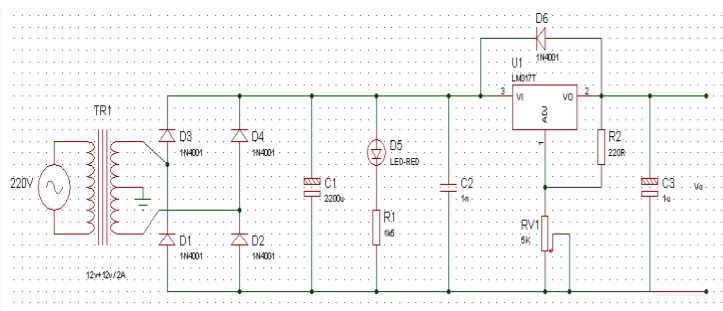 D6
1N4001
U1
LM317T
3 VI VO 2
ADJ
1
TR1
D3
1N4001
D4
1N4001
D5
LED-RED
R2
220R
220V
C1
2200u
C2
1n
C3
1u
Vo
R1
1k5
RV1
5K
D1
1N4001
D2
1N4001
12v+12v/2A